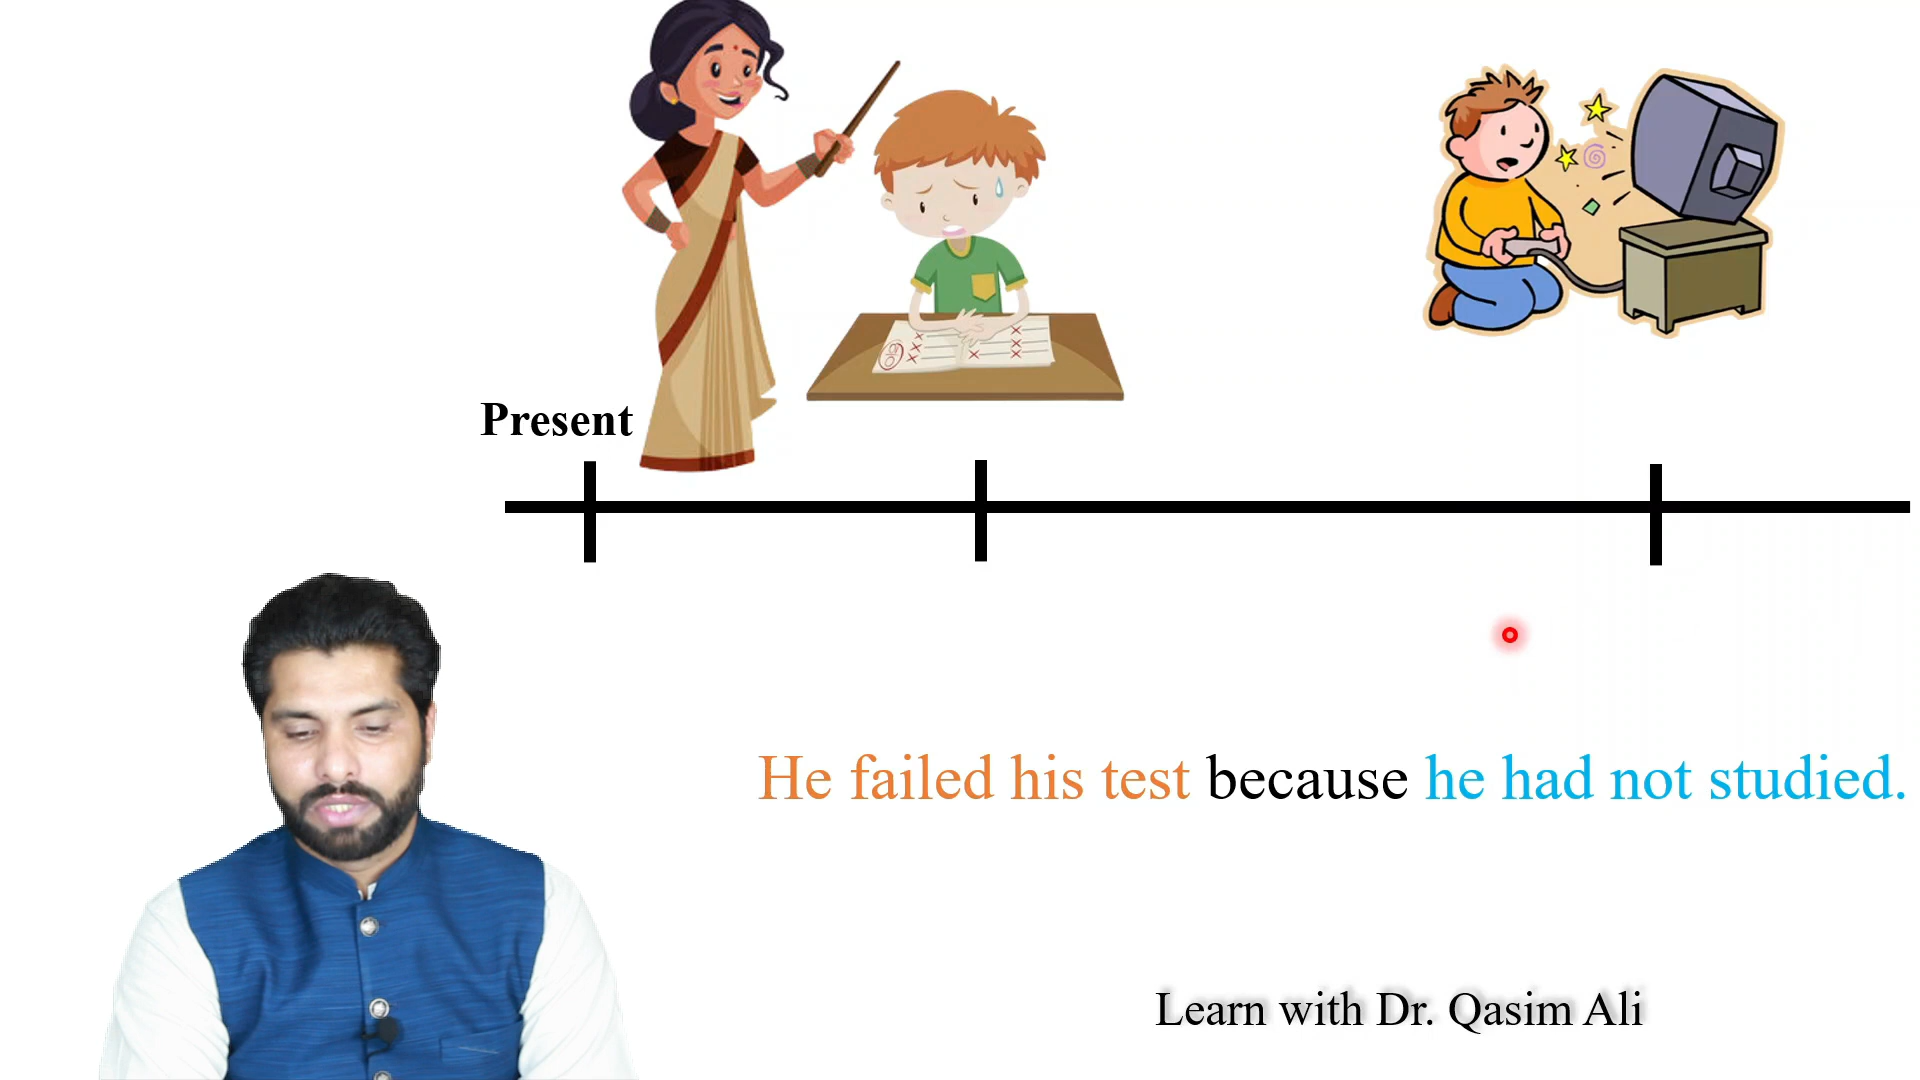 Present
He failed his test because he had not studied.
Learn with Dr. Qasim Ali